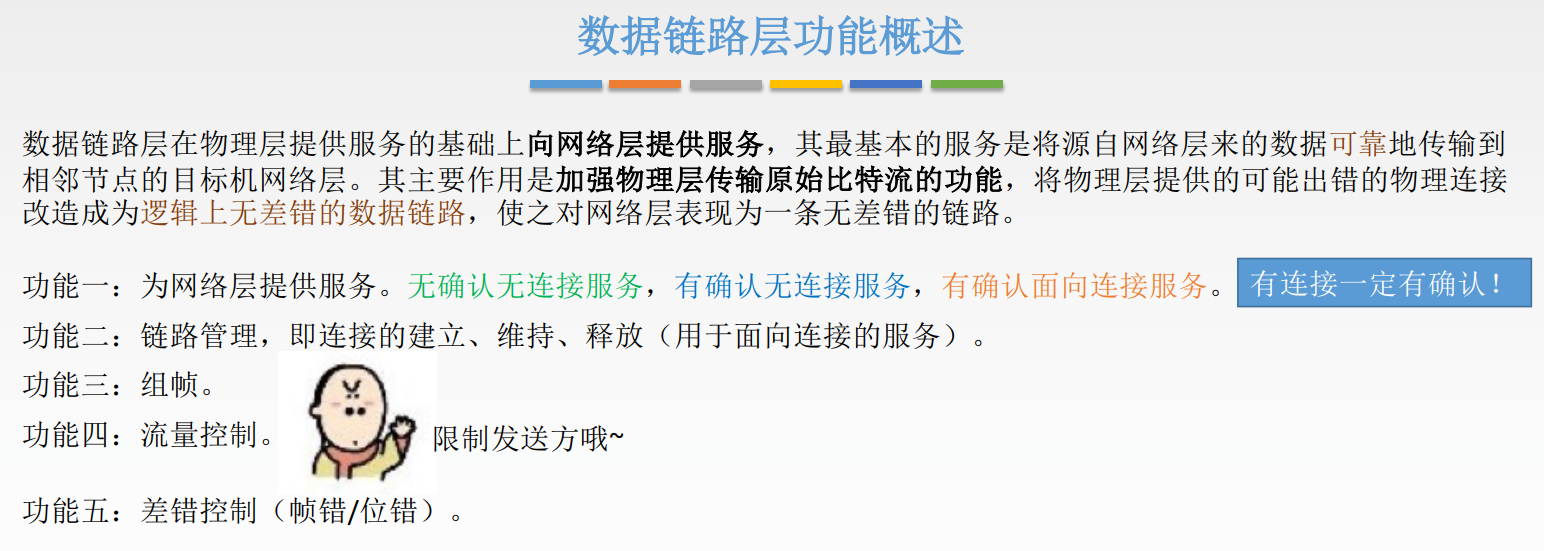 数据链路层功能概述
数据链路层在物理层提供服务的基础上向网络层提供服务，其最基本的服务是将源自网络层来的数据可靠地传输到
相邻节点的目标机网络层。其主要作用是加强物理层传输原始比特流的功能，将物理层提供的可能出错的物理连接
改造成为逻辑上无差错的数据链路，使之对网络层表现为一条无差错的链路。
功能一：为网络层提供服务。无确认无连接服务，有确认无连接服务，有确认面向连接服务。 有连接一定有确认！
功能二：链路管理，即连接的建立、维持、释放（用于面向连接的服务）。
功能三：组帧。
功能四：流量控制。 限制发送方哦~
功能五：差错控制（帧错/位错）。